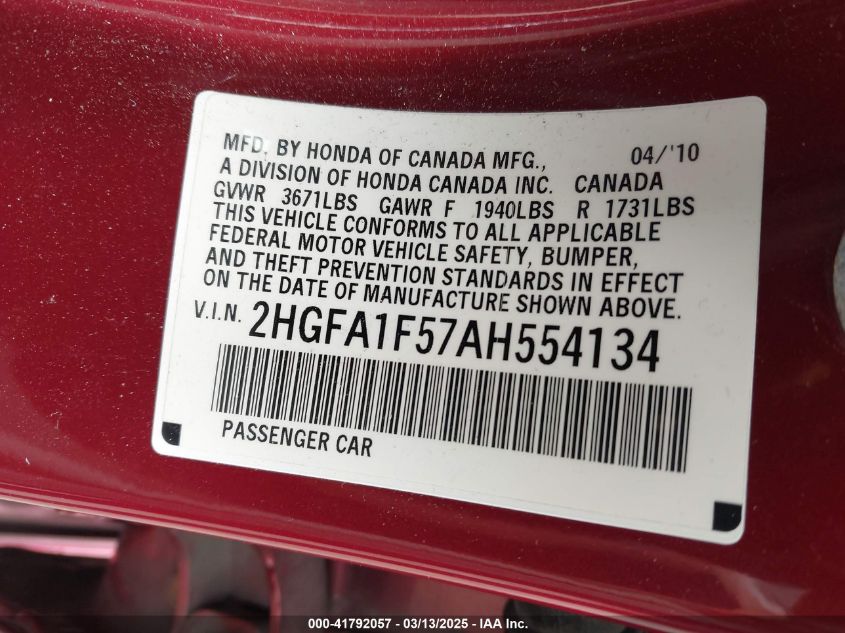 MFD. BY HONDA OF CANADA MFG., 04/'10
A DIVISION OF HONDA CANADA INC. CANADA
GVWR 3671LBS GAWR F 1940LBS R 1731LBS
THIS VEHICLE CONFORMS TO ALL APPLICABLE
FEDERAL MOTOR VEHICLE SAFETY, BUMPER,
AND THEFT PREVENTION STANDARDS IN EFFECT
ON THE DATE OF MANUFACTURE SHOWN ABOVE.
V.I.N. 2HGFA1F57AH554134
PASSENGER CAR
000-41792057 - 03/13/2025 - IAA Inc.